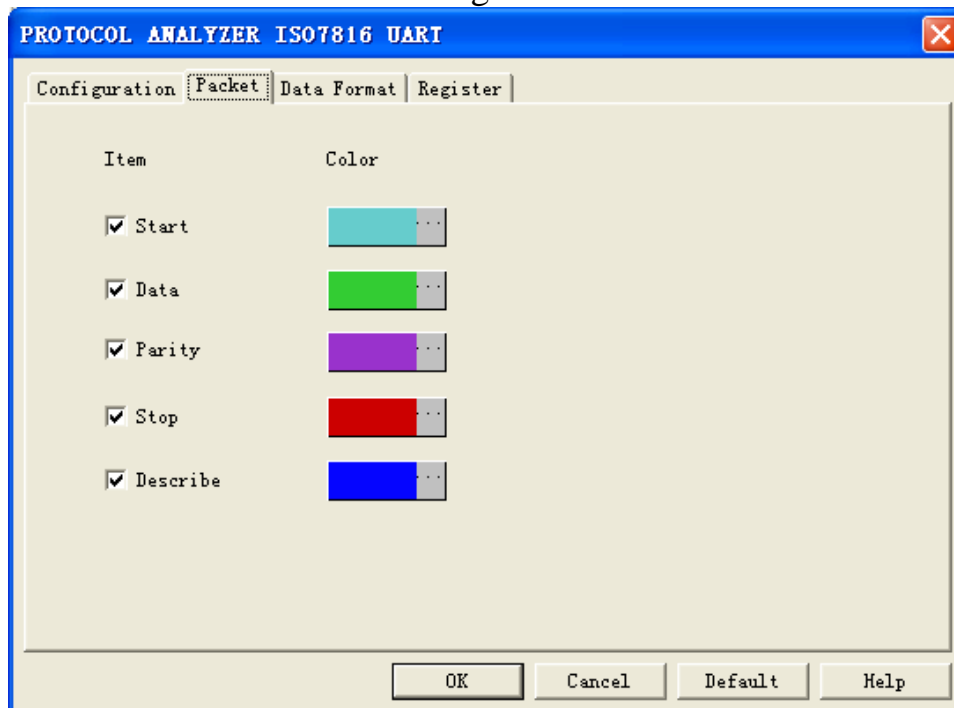 PROTOCOL ANALYZER ISO7816 UART
Configuration Packet Data Format Register
Item Color
Start ...
Data ...
Parity ...
Stop ...
Describe ...
OK Cancel Default Help